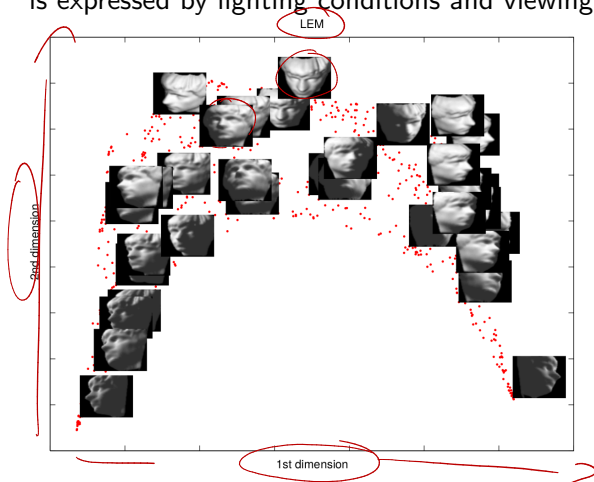 is expressed by lighting conditions and viewing
LEM
2nd dimension
1st dimension